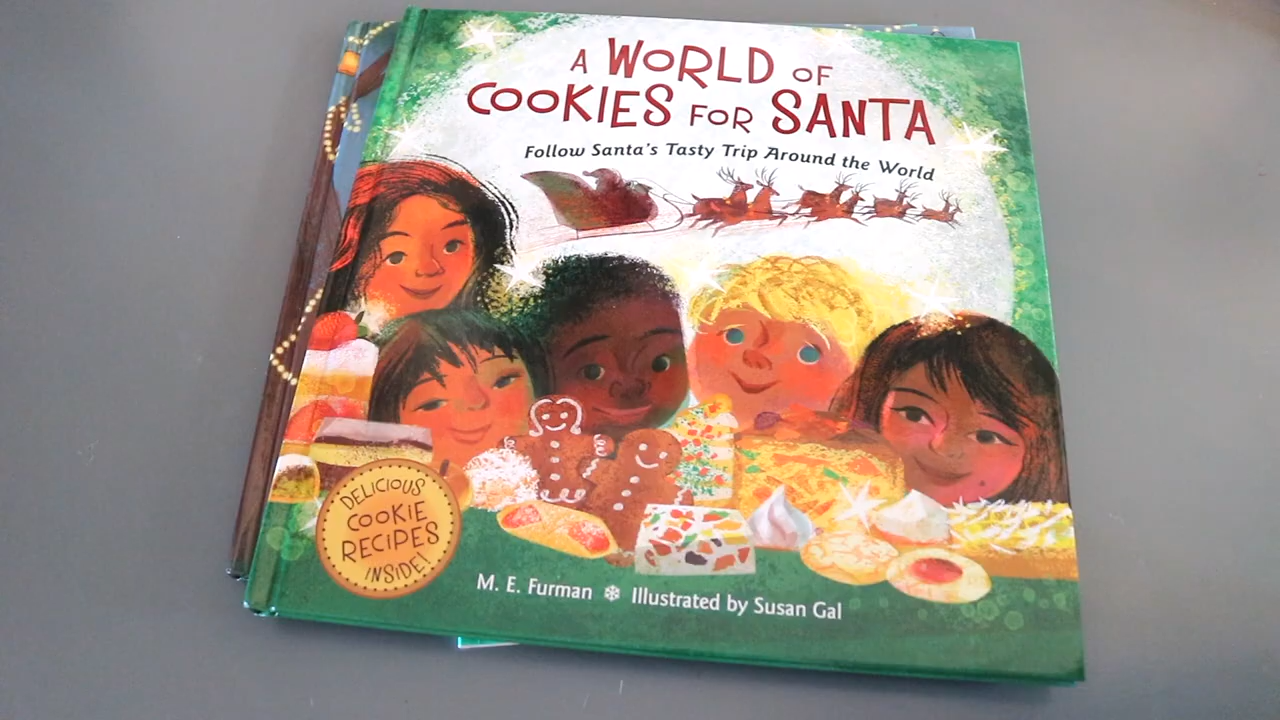 A WORLD OF
COOKIES FOR SANTA
Follow Santa's Tasty Trip Around the World
DELICIOUS
COOKIE
RECIPES
INSIDE!
M. E. Furman ❄ Illustrated by Susan Gal